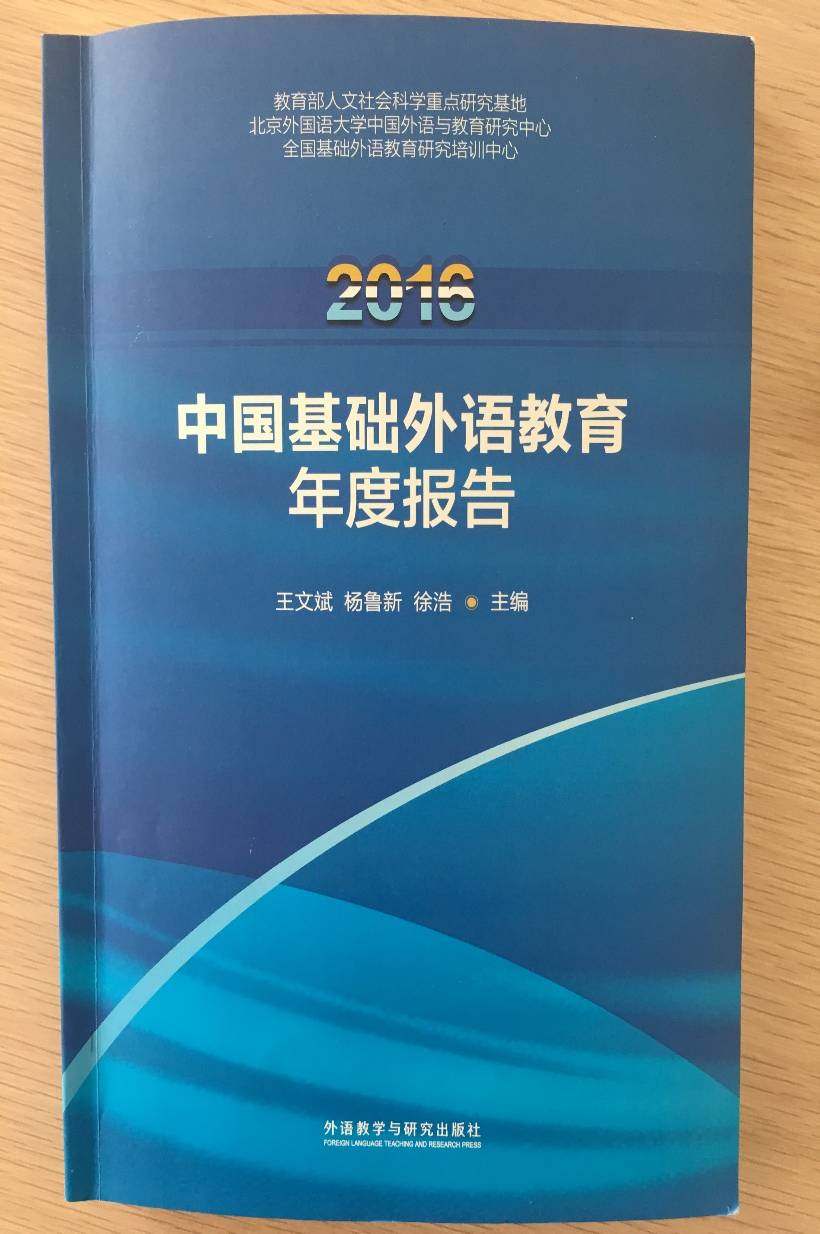 教育部人文社会科学重点研究基地
北京外国语大学中国外语与教育研究中心
全国基础外语教育研究培训中心
2016
中国基础外语教育
年度报告
王文斌 杨鲁新 徐浩 主编
外语教学与研究出版社
FOREIGN LANGUAGE TEACHING AND RESEARCH PRESS